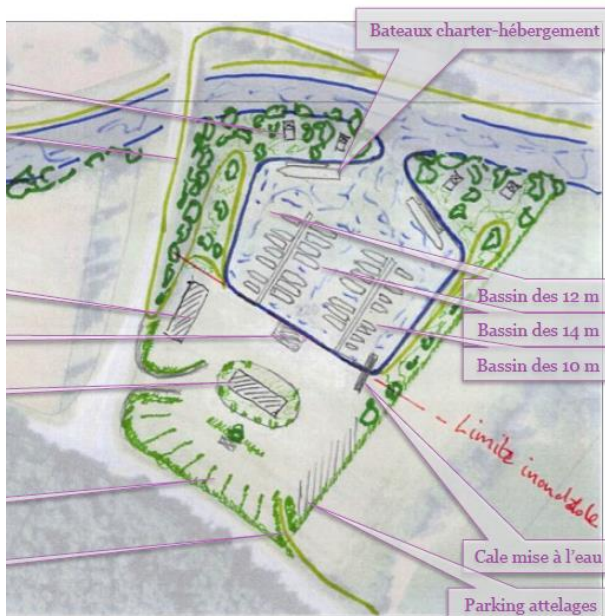 Bateaux charter-hébergement
Bassin des 12 m
Bassin des 14 m
Bassin des 10 m
Limite inondable
Cale mise à l'eau
Parking attelages